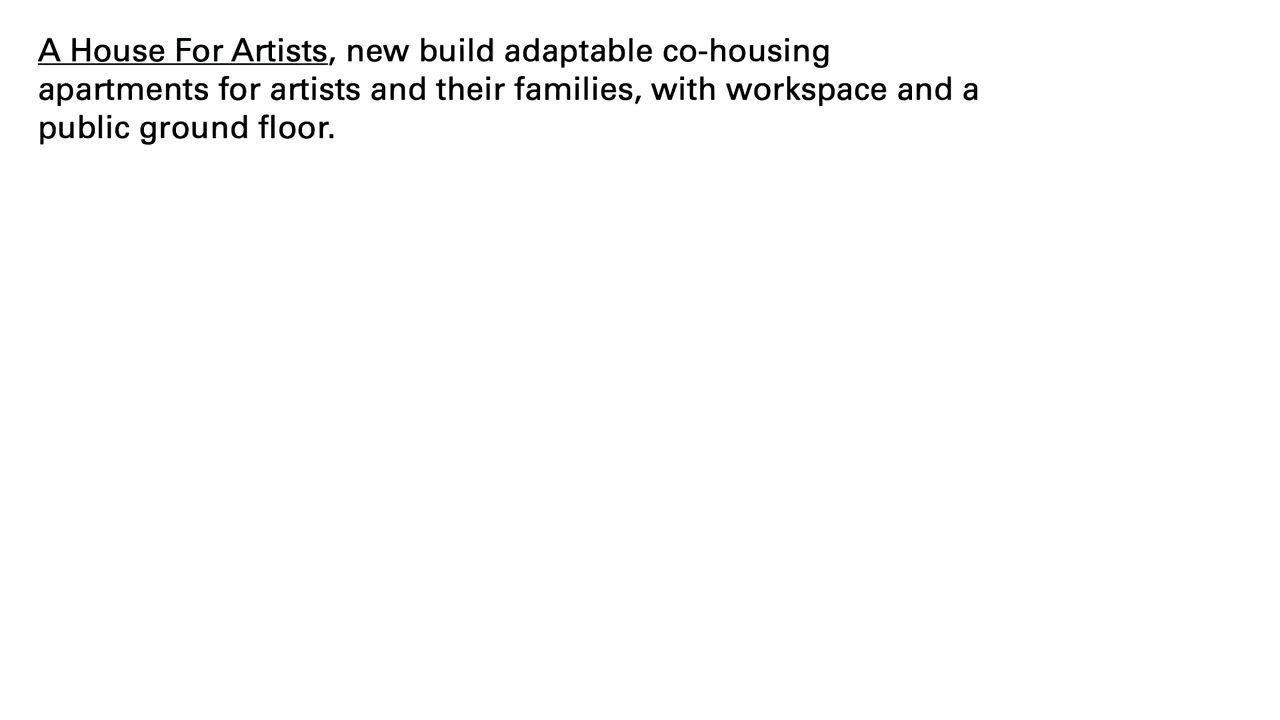 A House For Artists, new build adaptable co-housing
apartments for artists and their families, with workspace and a
public ground floor.